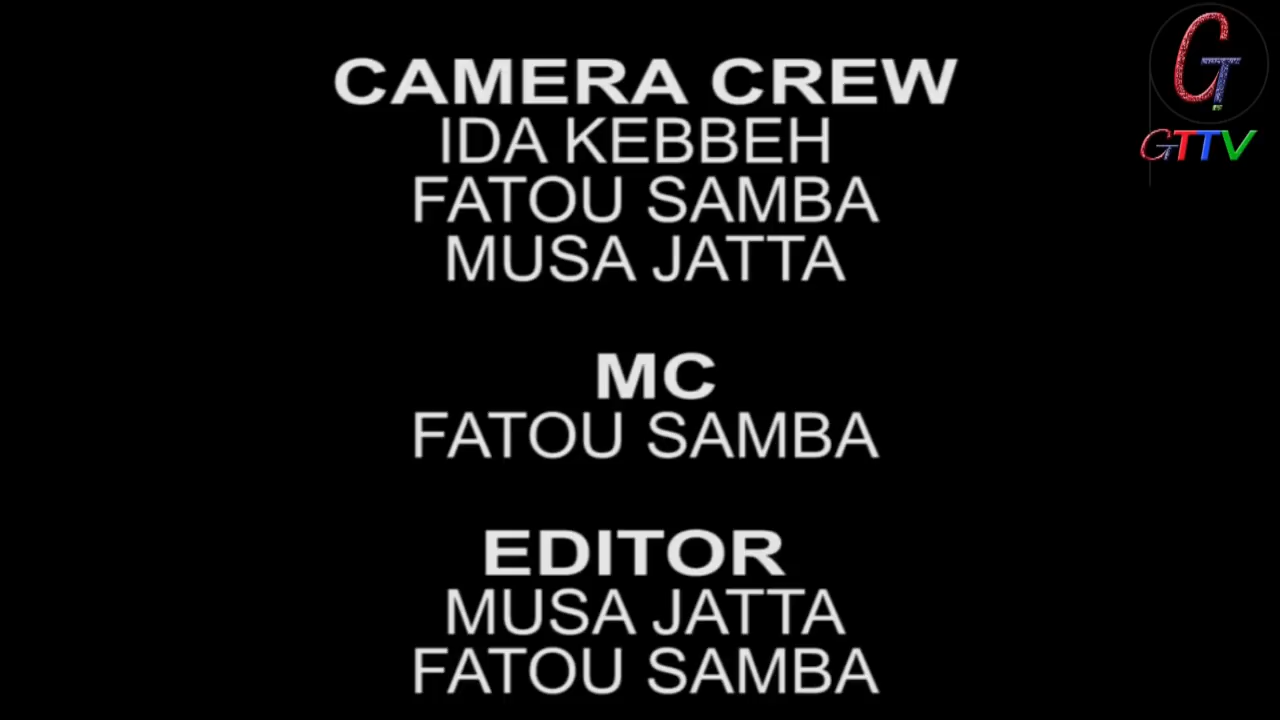 GT
GTTV
CAMERA CREW
IDA KEBBEH
FATOU SAMBA
MUSA JATTA
MC
FATOU SAMBA
EDITOR
MUSA JATTA
FATOU SAMBA